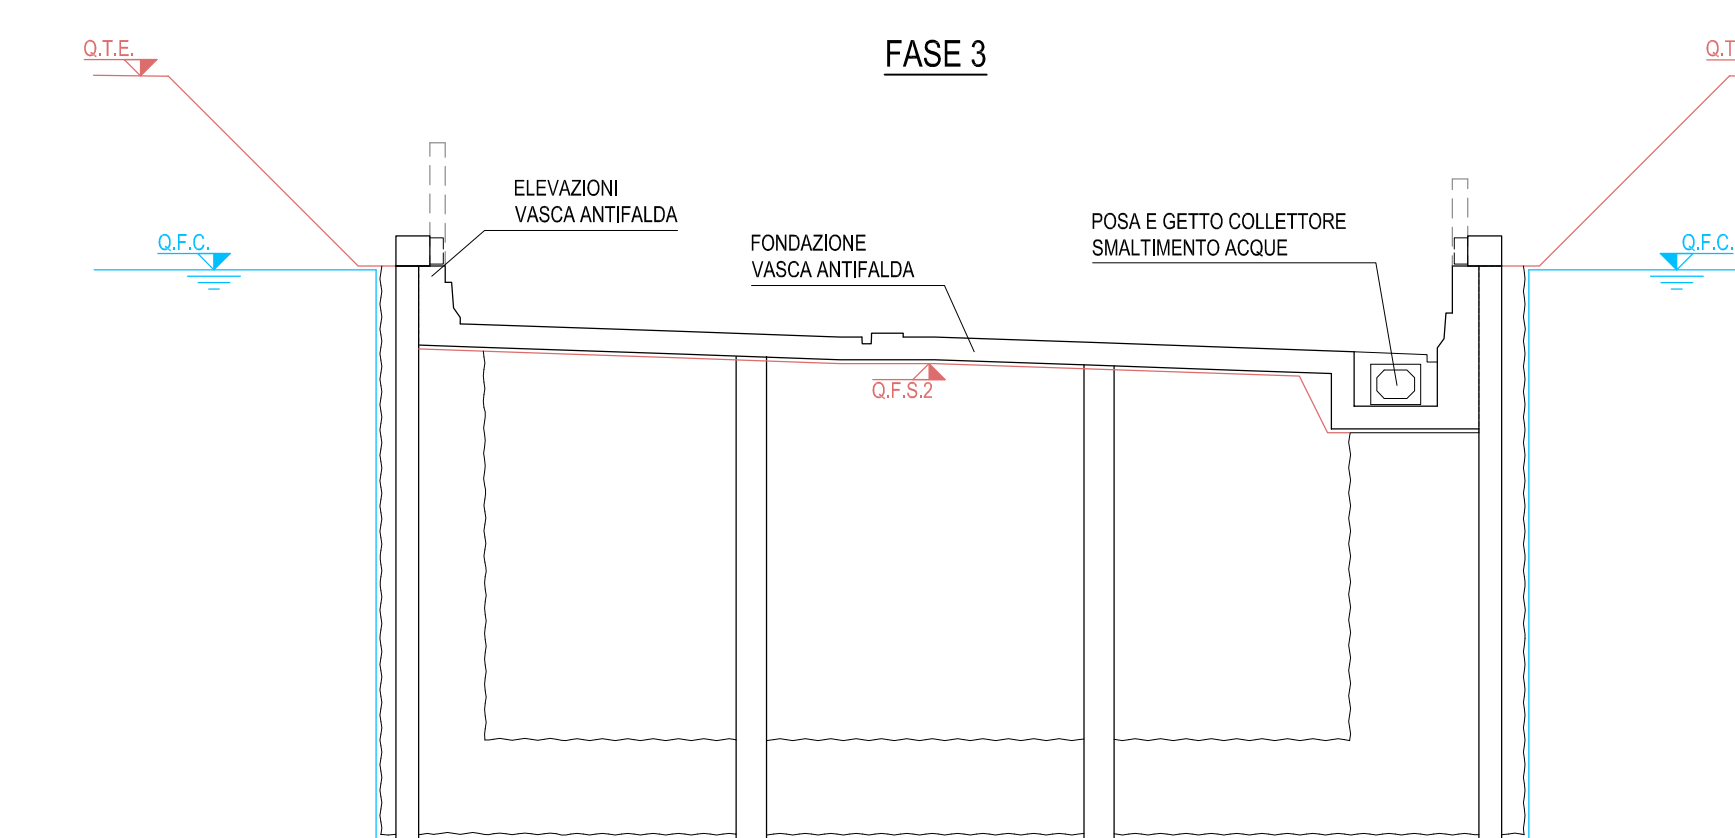 FASE 3
Q.T.E.
Q.T
ELEVAZIONI
VASCA ANTIFALDA
POSA E GETTO COLLETTORE
SMALTIMENTO ACQUE
Q.F.C.
FONDAZIONE
VASCA ANTIFALDA
Q.F.C.
Q.F.S.2